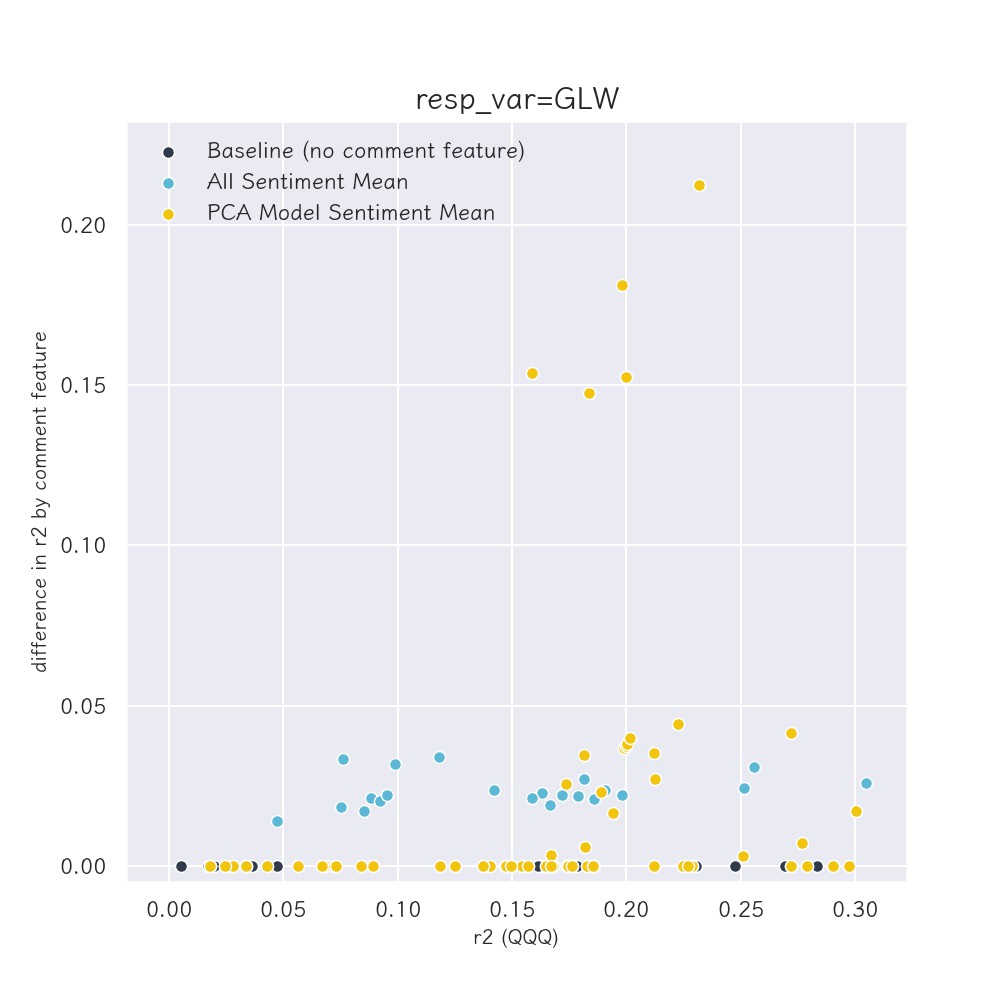 resp_var=GLW
Baseline (no comment feature)
All Sentiment Mean
PCA Model Sentiment Mean
difference in r2 by comment feature
0.20
0.15
0.10
0.05
0.00
0.00 0.05 0.10 0.15 0.20 0.25 0.30
r2 (QQQ)